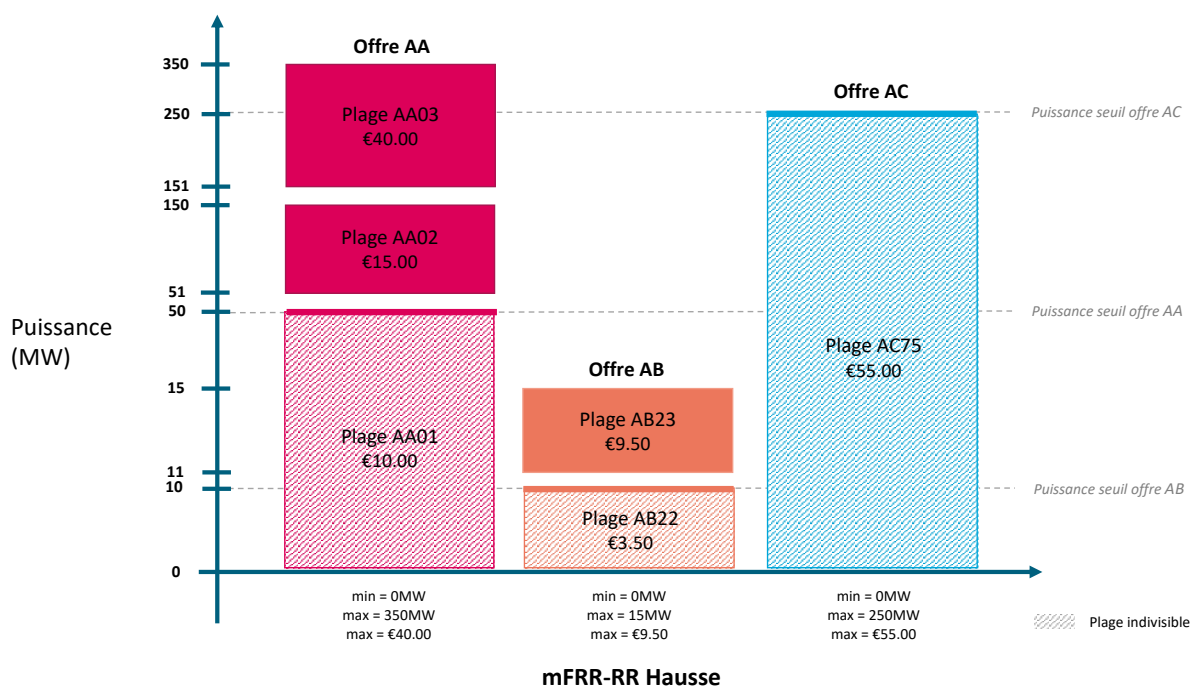 Offre AA
350
Offre AC
Plage AA03
€40.00
250
Puissance seuil offre AC
151
150
Plage AA02
€15.00
51
50
Puissance seuil offre AA
Puissance
(MW)
Plage AC75
€55.00
Offre AB
15
Plage AB23
€9.50
Plage AA01
€10.00
11
10
Puissance seuil offre AB
Plage AB22
€3.50
0
min = 0MW
max = 350MW
max = €40.00
min = 0MW
max = 15MW
max = €9.50
min = 0MW
max = 250MW
max = €55.00
Plage indivisible
mFRR-RR Hausse